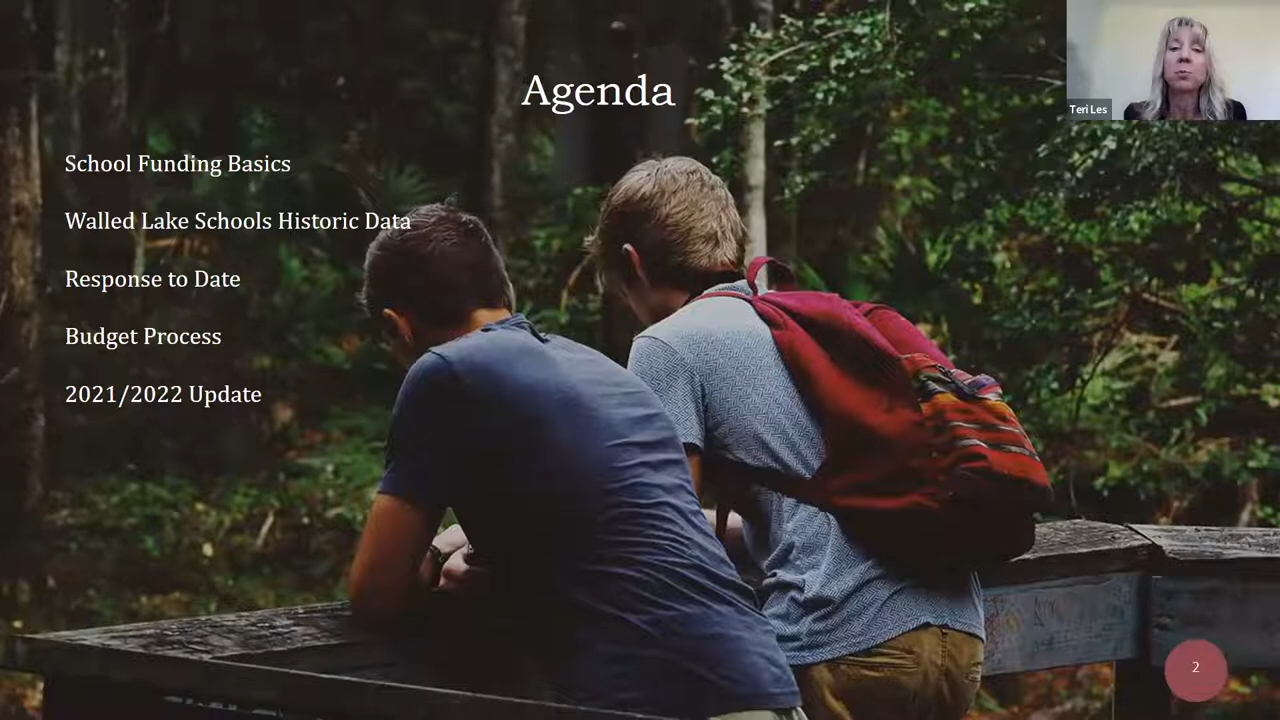 Agenda
Teri Les
School Funding Basics
Walled Lake Schools Historic Data
Response to Date
Budget Process
2021/2022 Update
2